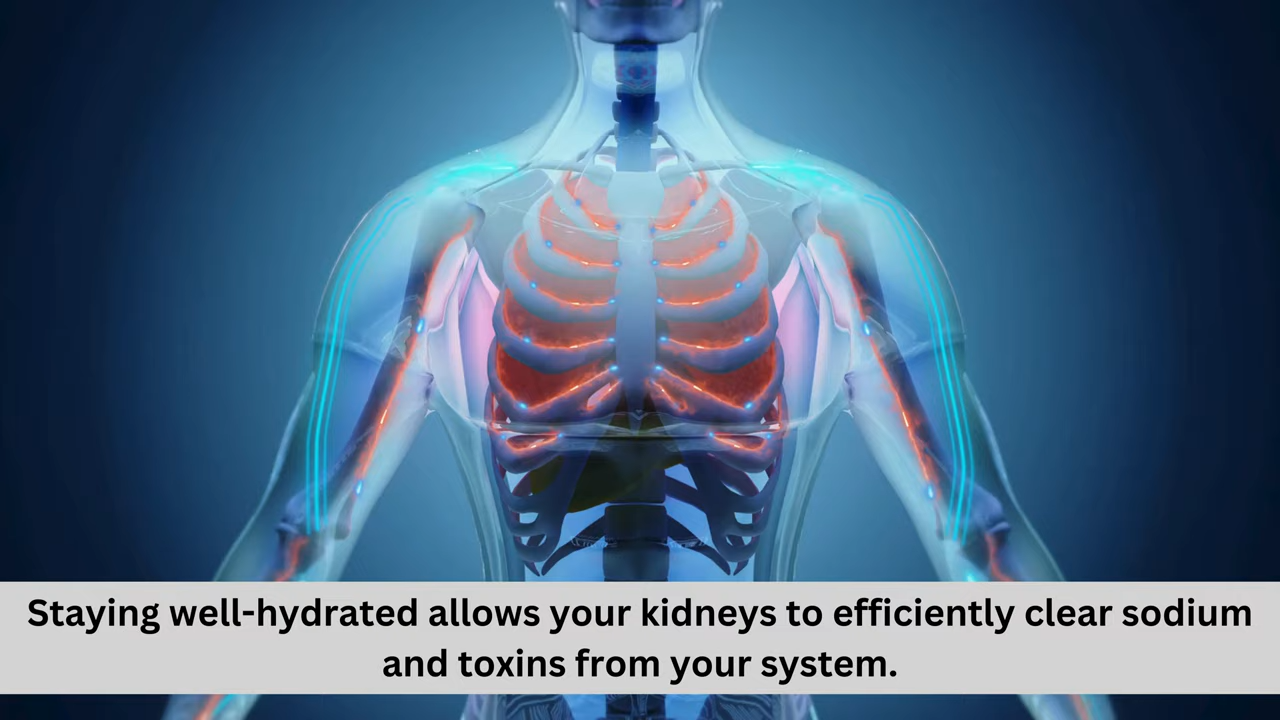 Staying well-hydrated allows your kidneys to efficiently clear sodium
and toxins from your system.